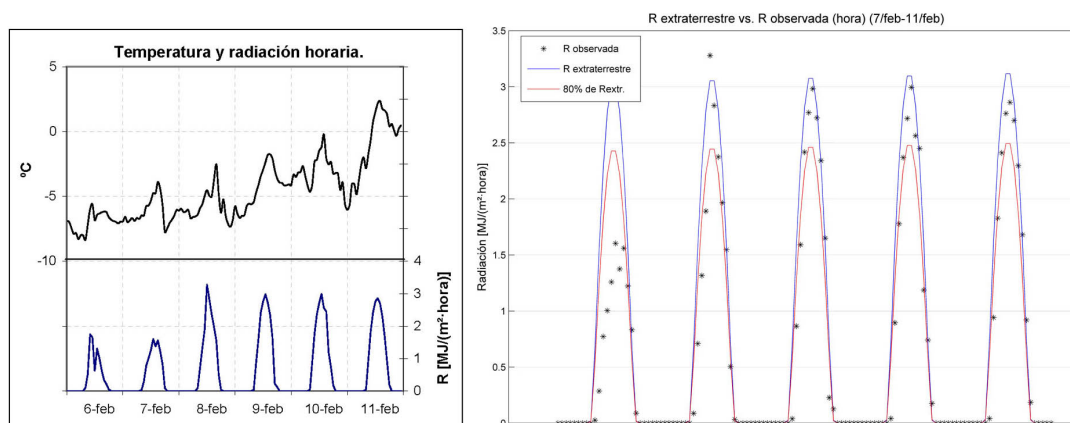 Temperatura y radiación horaria.
5
0
-5
-10
ºC
4
3
2
1
0
R [MJ/(m²·hora)]
6-feb 7-feb 8-feb 9-feb 10-feb 11-feb
R extraterrestre vs. R observada (hora) (7/feb-11/feb)
R observada
R extraterrestre
80% de Rextr.
3.5
3
2.5
2
1.5
1
0.5
0
Radiación [MJ/(m²·hora)]